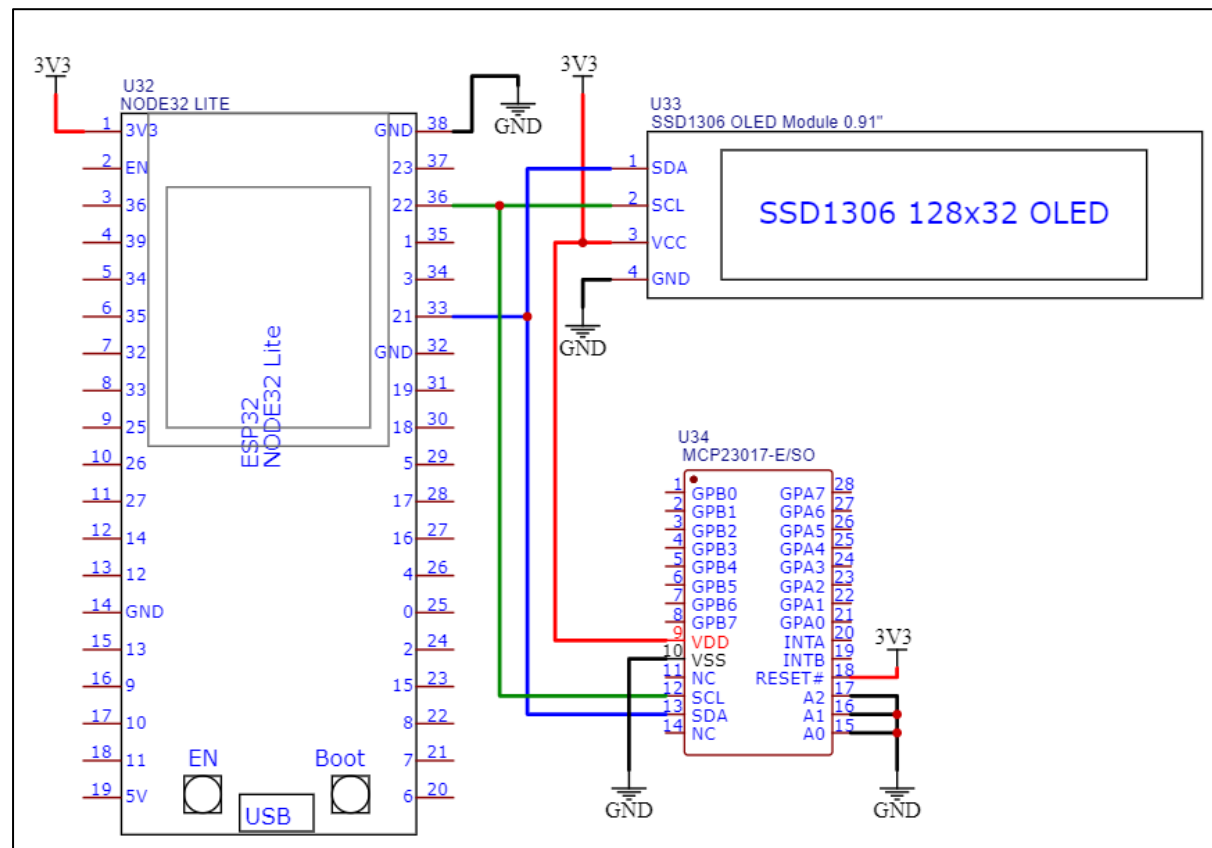 3V3
U32
NODE32 LITE
1 3V3
2 EN
3 36
4 39
5 34
6 35
7 32
8 33
9 25
10 26
11 27
12 14
13 12
14 GND
15 13
16 9
17 10
18 11
19 5V
GND 38
23 37
22 36
1 35
3 34
21 33
GND 32
19 31
18 30
5 29
17 28
16 27
4 26
0 25
2 24
15 23
8 22
7 21
6 20
ESP32
NODE32 Lite
EN
Boot
USB
GND
3V3
U33
SSD1306 OLED Module 0.91"
1 SDA
2 SCL
3 VCC
4 GND
SSD1306 128x32 OLED
GND
U34
MCP23017-E/SO
1 GPB0
2 GPB1
3 GPB2
4 GPB3
5 GPB4
6 GPB5
7 GPB6
8 GPB7
9 VDD
10 VSS
11 NC
12 SCL
13 SDA
14 NC
GPA7 28
GPA6 27
GPA5 26
GPA4 25
GPA3 24
GPA2 23
GPA1 22
GPA0 21
INTA 20
INTB 19
RESET# 18
A2 17
A1 16
A0 15
3V3
GND
GND